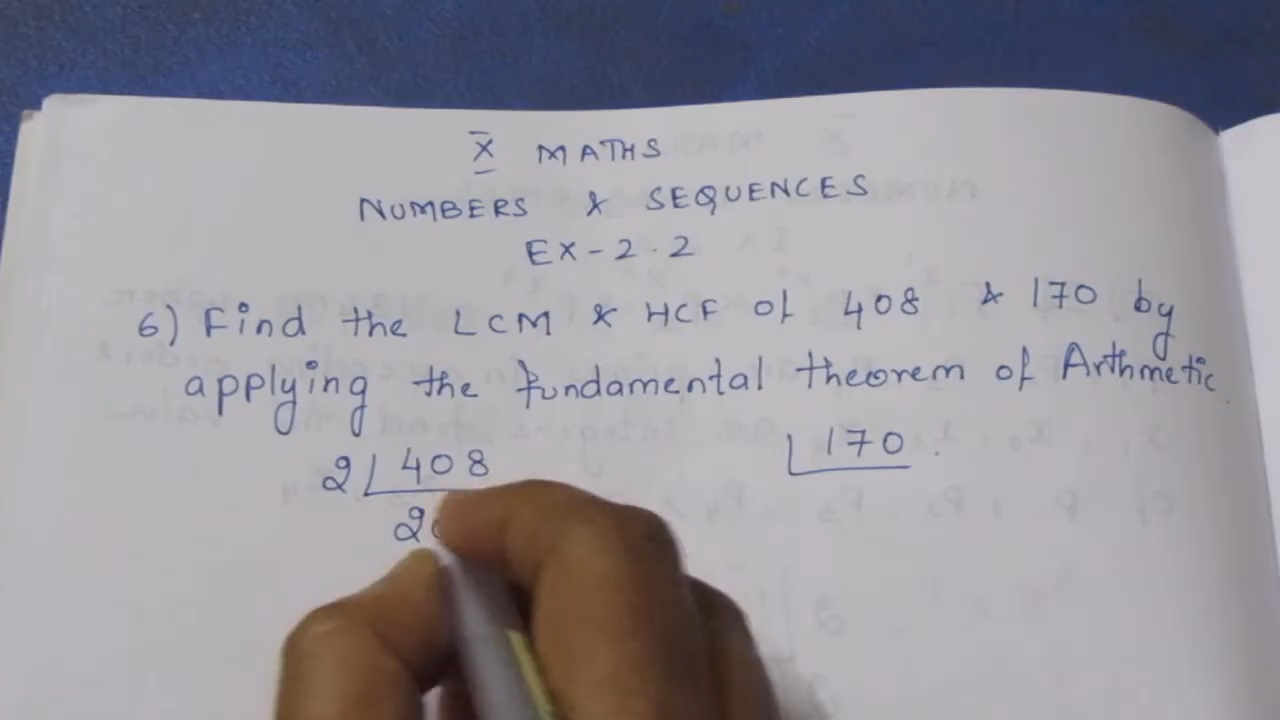 X MATHS
NUMBERS & SEQUENCES
EX-2.2
6) Find the LCM & HCF of 408 & 170 by
applying the fundamental theorem of Arthmetic.
2 408 170.